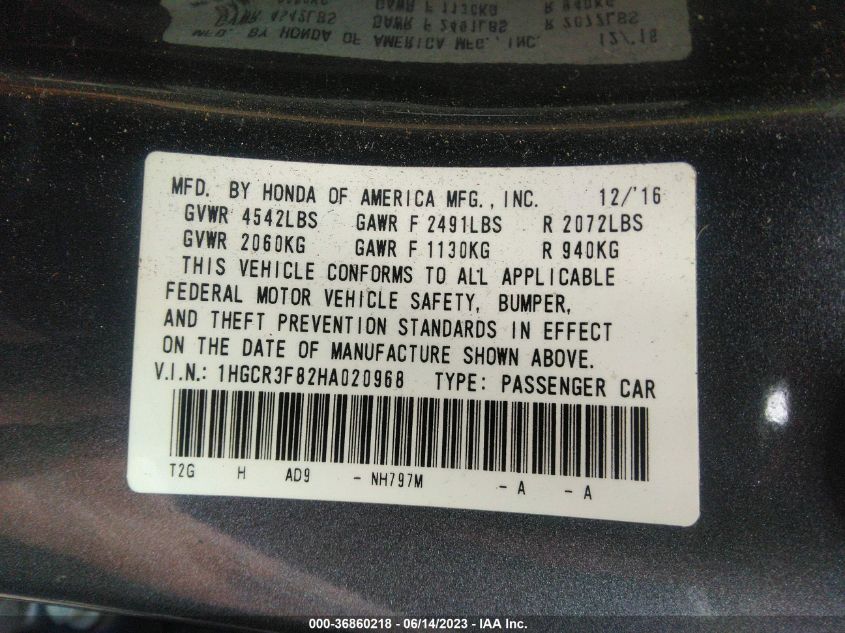 MFD. BY HONDA OF AMERICA MFG., INC. 12/'16
GVWR 4542LBS GAWR F 2491LBS R 2072LBS
GVWR 2060KG GAWR F 1130KG R 940KG
THIS VEHICLE CONFORMS TO ALL APPLICABLE
FEDERAL MOTOR VEHICLE SAFETY, BUMPER,
AND THEFT PREVENTION STANDARDS IN EFFECT
ON THE DATE OF MANUFACTURE SHOWN ABOVE.
V.I.N.: 1HGCR3F82HA020968 TYPE: PASSENGER CAR
T2G H AD9 - NH797M - A - A
000-36860218 - 06/14/2023 - IAA Inc.